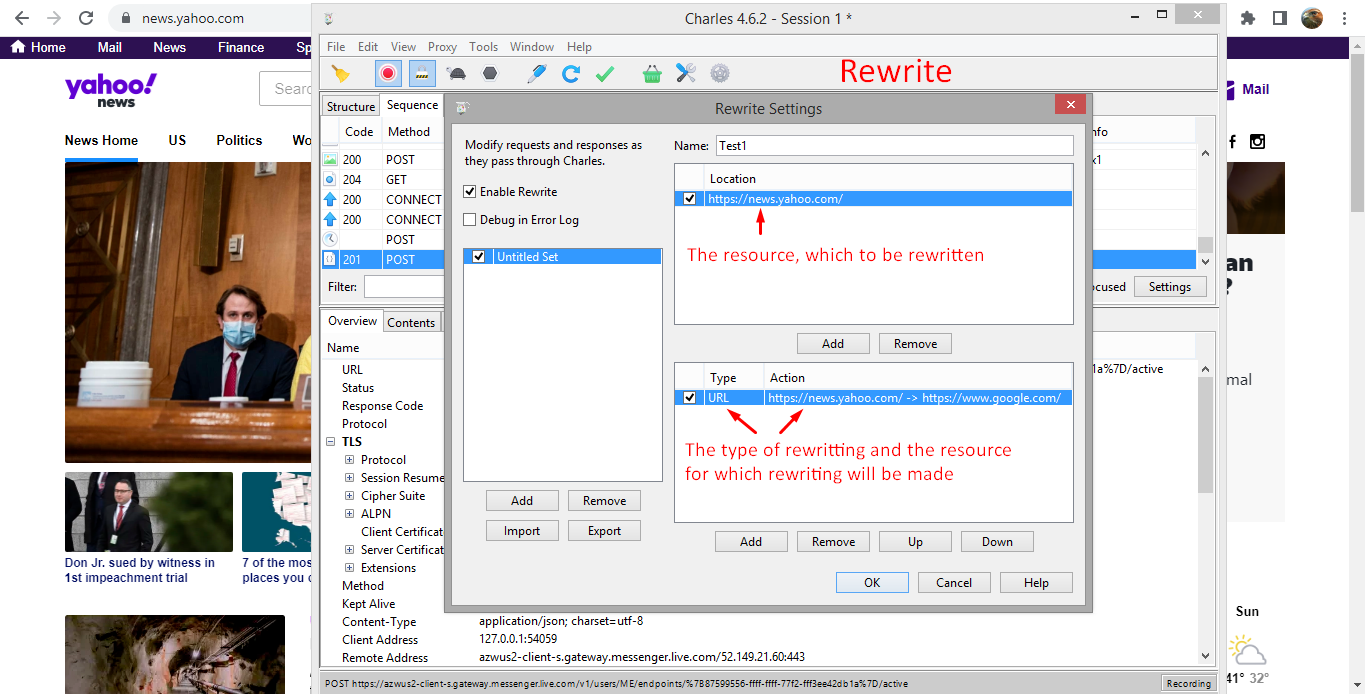 news.yahoo.com
Home Mail News Finance Sp
yahoo!
news
Sear
News Home US Politics Wo
Don Jr. sued by witness in
1st impeachment trial
7 of the mos
places you c
Charles 4.6.2 - Session 1 *
File Edit View Proxy Tools Window Help
Rewrite
Structure Sequence
Code Method
200 POST
204 GET
200 CONNECT
200 CONNECT
POST
201 POST
Filter:
Overview Contents
Name
URL
Status
Response Code
Protocol
TLS
Protocol
Session Resume
Cipher Suite
ALPN
Client Certificat
Server Certificat
Extensions
Method
Kept Alive
Content-Type application/json; charset=utf-8
Client Address 127.0.0.1:54059
Remote Address azwus2-client-s.gateway.messenger.live.com/52.149.21.60:443
POST https://azwus2-client-s.gateway.messenger.live.com/v1/users/ME/endpoints/%7B87599556-ffff-ffff-77f2-fff3ee42db1a%7D/active
Recording
Rewrite Settings
Modify requests and responses as
they pass through Charles.
Enable Rewrite
Debug in Error Log
Untitled Set
Add Remove
Import Export
Name: Test1
Location
https://news.yahoo.com/
The resource, which to be rewritten
Add Remove
Type Action
URL https://news.yahoo.com/ -> https://www.google.com/
The type of rewritting and the resource
for which rewriting will be made
Add Remove Up Down
OK Cancel Help
nfo
x1
ocused Settings
1a%7D/active
Mail
an
?
mal
Sun
41° 32°